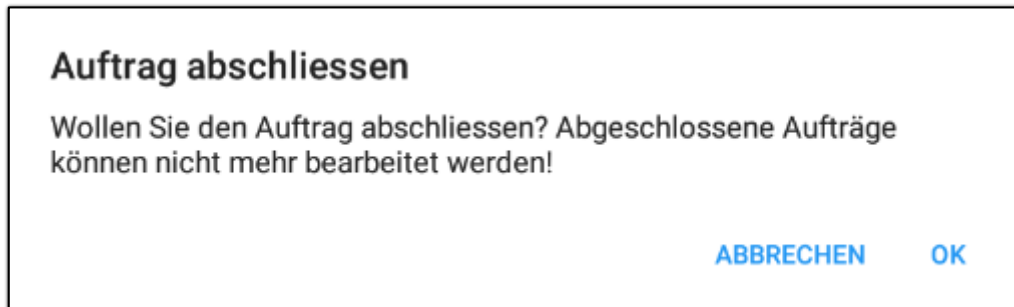 Auftrag abschliessen
Wollen Sie den Auftrag abschliessen? Abgeschlossene Aufträge
können nicht mehr bearbeitet werden!
ABBRECHEN OK